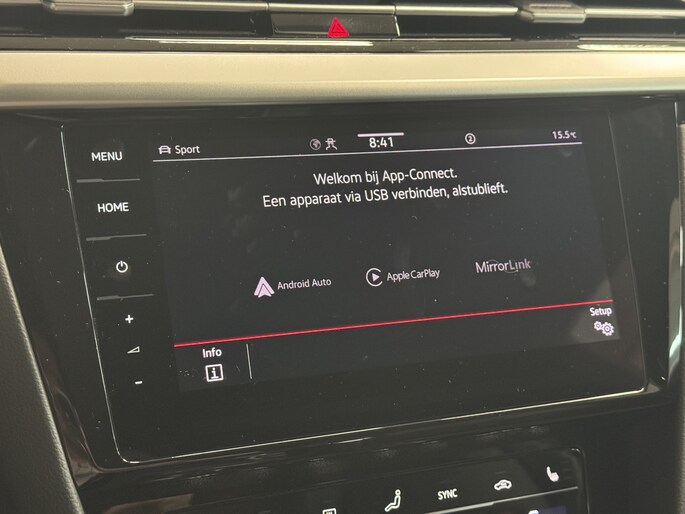 MENU
HOME
Sport
8:41
2
15.5°C
Welkom bij App-Connect.
Een apparaat via USB verbinden, alstublieft.
Android Auto
Apple CarPlay
MirrorLink
Setup
Info
i
+
-
SYNC